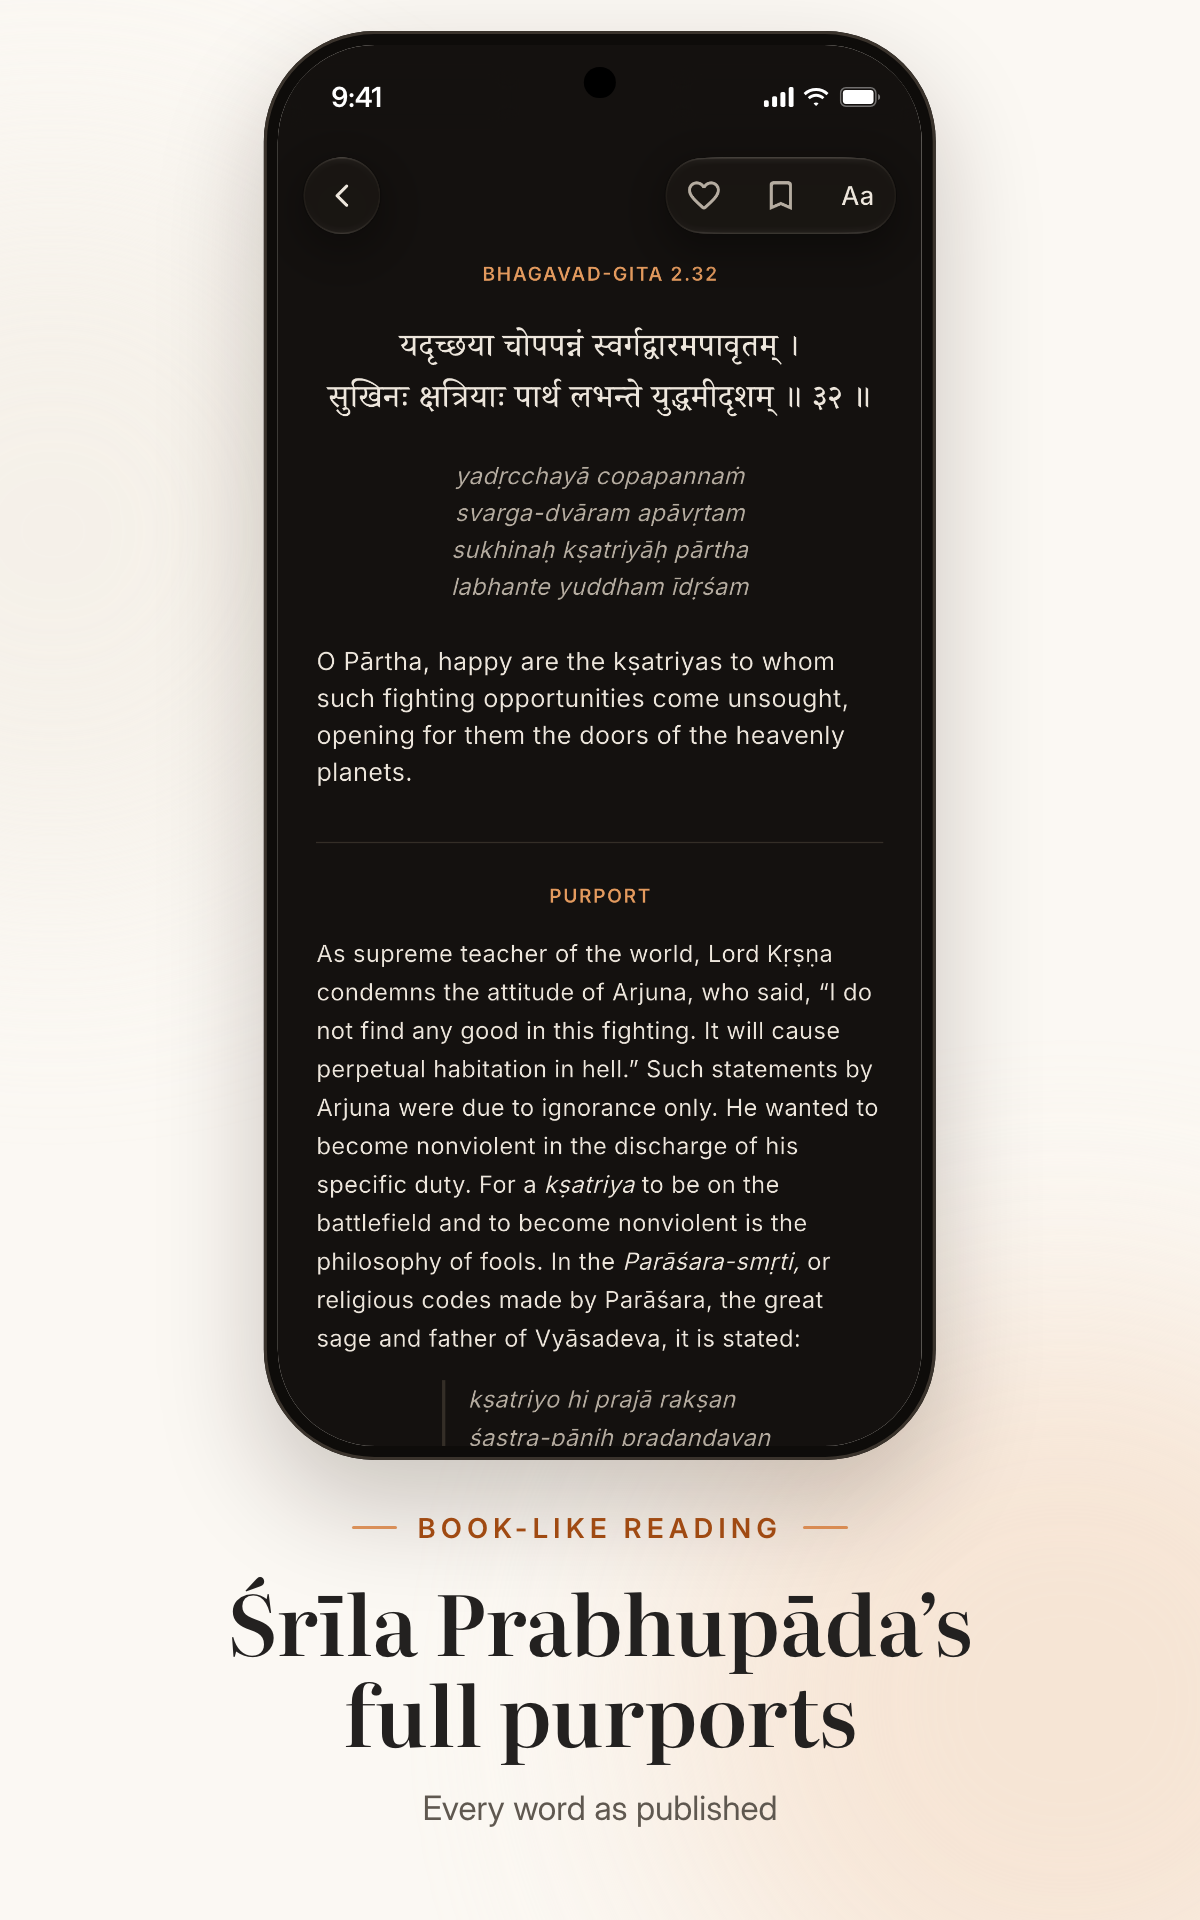 9:41
Aa
BHAGAVAD-GITA 2.32
यदृच्छया चोपपन्नं स्वर्गद्वारमपावृतम् ।
सुखिनः क्षत्रियाः पार्थ लभन्ते युद्धमीदृशम् ॥ ३२ ॥
yadṛcchayā copapannaṁ
svarga-dvāram apāvṛtam
sukhinaḥ kṣatriyāḥ pārtha
labhante yuddham īdṛśam
O Pārtha, happy are the kṣatriyas to whom
such fighting opportunities come unsought,
opening for them the doors of the heavenly
planets.
PURPORT
As supreme teacher of the world, Lord Kṛṣṇa
condemns the attitude of Arjuna, who said, “I do
not find any good in this fighting. It will cause
perpetual habitation in hell.” Such statements by
Arjuna were due to ignorance only. He wanted to
become nonviolent in the discharge of his
specific duty. For a kṣatriya to be on the
battlefield and to become nonviolent is the
philosophy of fools. In the Parāśara-smṛti, or
religious codes made by Parāśara, the great
sage and father of Vyāsadeva, it is stated:
kṣatriyo hi prajā rakṣan
śastra-pāṇiḥ pradaṇḍayan
BOOK-LIKE READING
Śrīla Prabhupāda’s
full purports
Every word as published